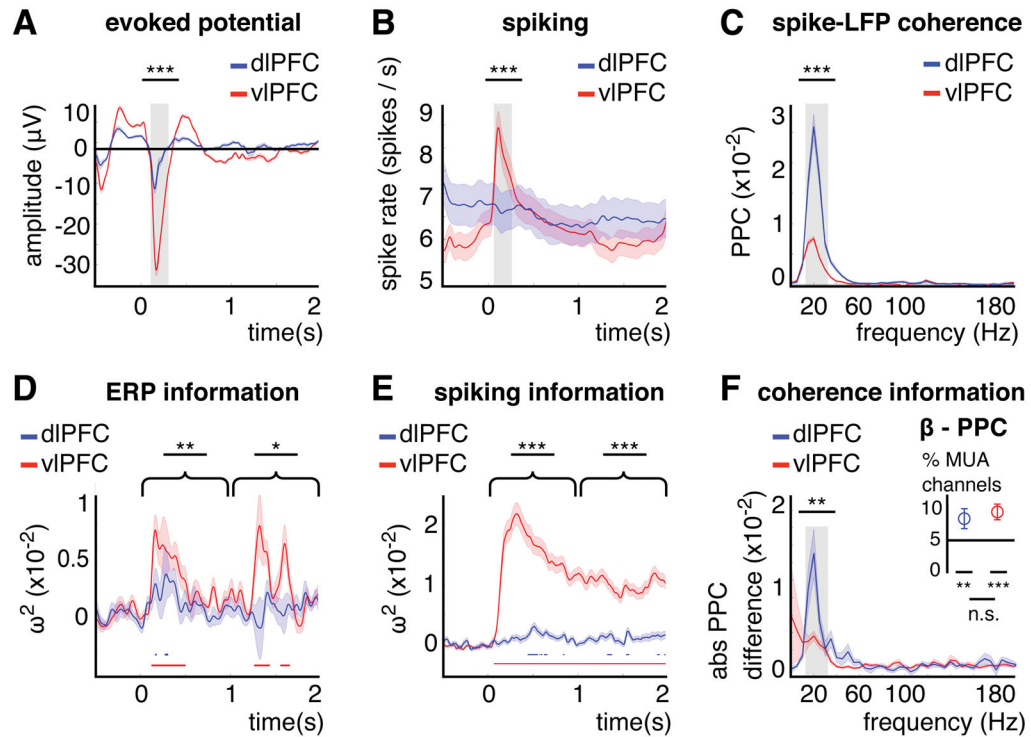 A evoked potential
***
dlPFC
vlPFC
amplitude (µV)
10
0
-10
-20
-30
0 1 2
time(s)
B spiking
***
dlPFC
vlPFC
spike rate (spikes / s)
9
8
7
6
5
0 1 2
time(s)
C spike-LFP coherence
***
dlPFC
vlPFC
PPC (x10-2)
3
2
1
0
20 60 100 180
frequency (Hz)
D ERP information
dlPFC
vlPFC
** *
ω2 (x10-2)
1
0.5
0
0 1 2
time(s)
E spiking information
dlPFC
vlPFC
*** ***
ω2 (x10-2)
2
1
0
0 1 2
time(s)
F coherence information
dlPFC
vlPFC
**
abs PPC
difference (x10-2)
2
1
0
20 60 100 180
frequency (Hz)
β - PPC
% MUA
channels
10
5
0
** ***
n.s.